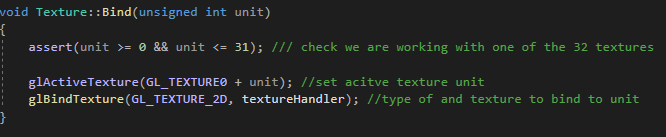 void Texture::Bind(unsigned int unit)
{
assert(unit >= 0 && unit <= 31); /// check we are working with one of the 32 textures
glActiveTexture(GL_TEXTURE0 + unit); //set acitve texture unit
glBindTexture(GL_TEXTURE_2D, textureHandler); //type of and texture to bind to unit
}